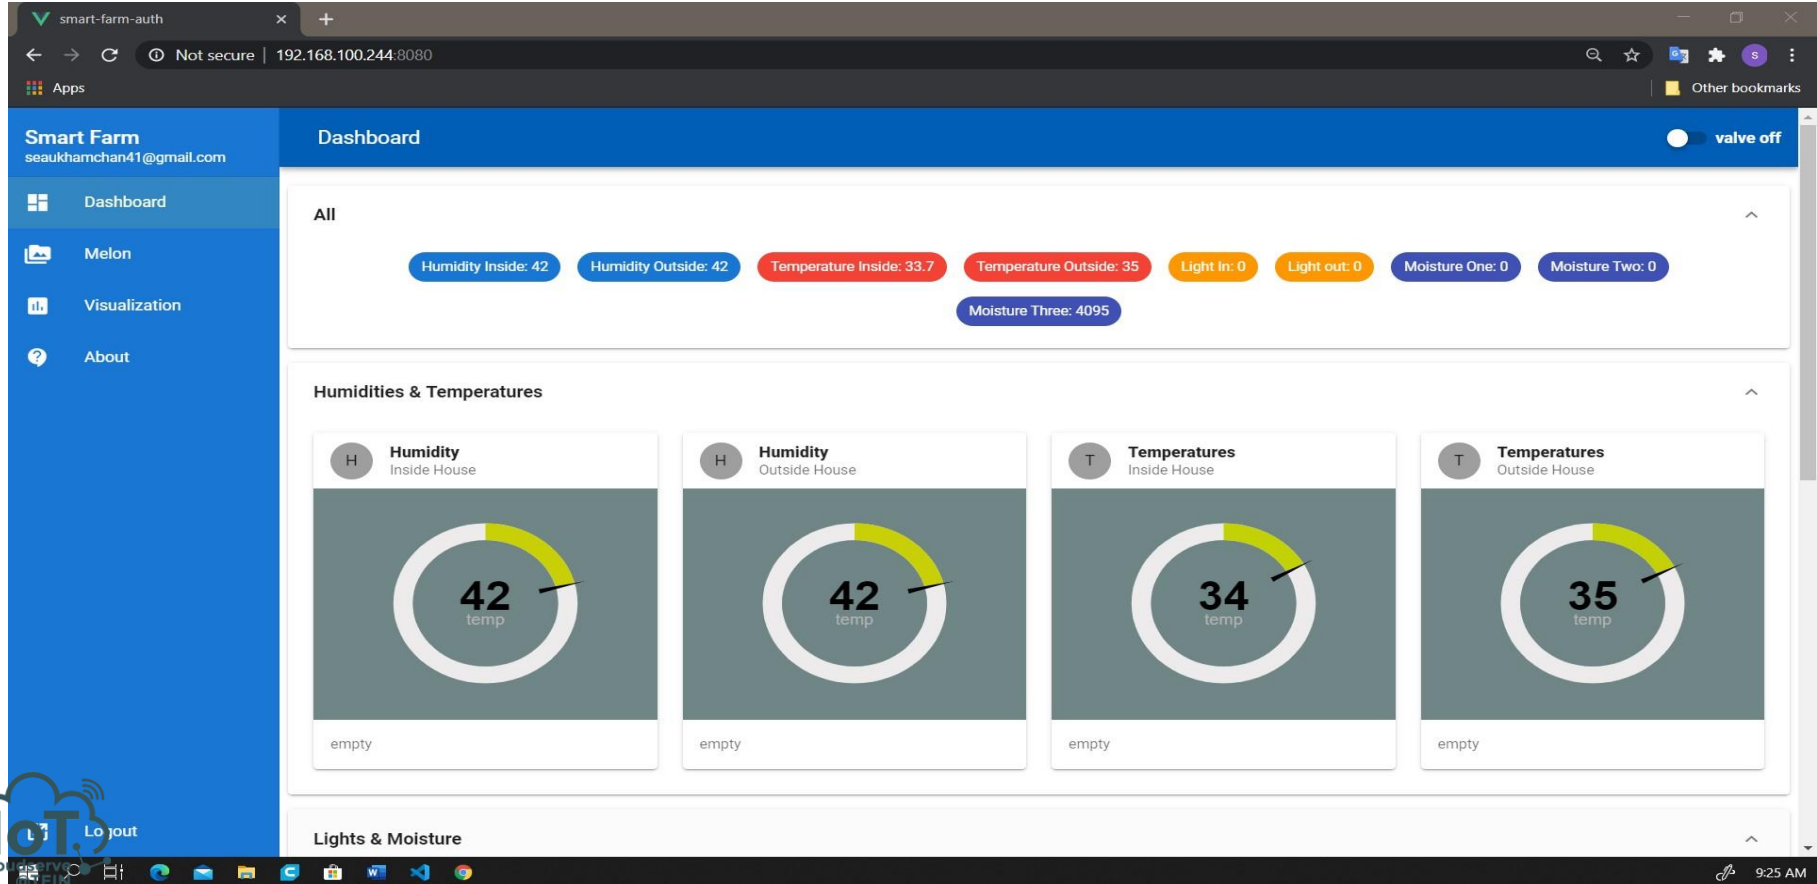 smart-farm-auth
Not secure | 192.168.100.244:8080
Apps
Other bookmarks
Smart Farm
seaukhamchan41@gmail.com
Dashboard
valve off
Dashboard
Melon
Visualization
About
Logout
All
Humidity Inside: 42
Humidity Outside: 42
Temperature Inside: 33.7
Temperature Outside: 35
Light In: 0
Light out: 0
Moisture One: 0
Moisture Two: 0
Moisture Three: 4095
Humidities & Temperatures
H
Humidity
Inside House
42
temp
empty
H
Humidity
Outside House
42
temp
empty
T
Temperatures
Inside House
34
temp
empty
T
Temperatures
Outside House
35
temp
empty
Lights & Moisture
IoT
9:25 AM